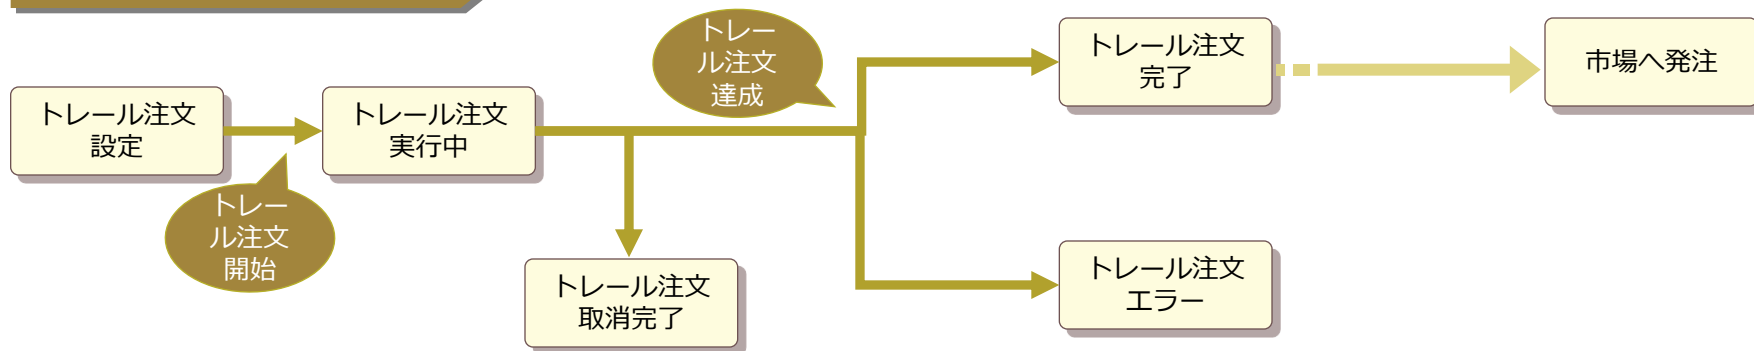 トレー
ル注文
達成
トレール注文
完了
市場へ発注
トレール注文
設定
トレール注文
実行中
トレー
ル注文
開始
トレール注文
取消完了
トレール注文
エラー